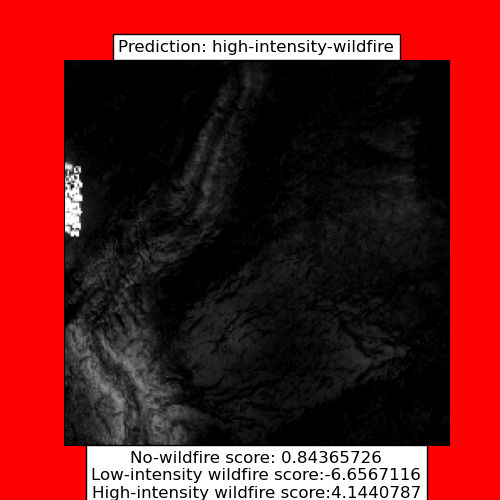 Prediction: high-intensity-wildfire
No-wildfire score: 0.84365726
Low-intensity wildfire score:-6.6567116
High-intensity wildfire score:4.1440787